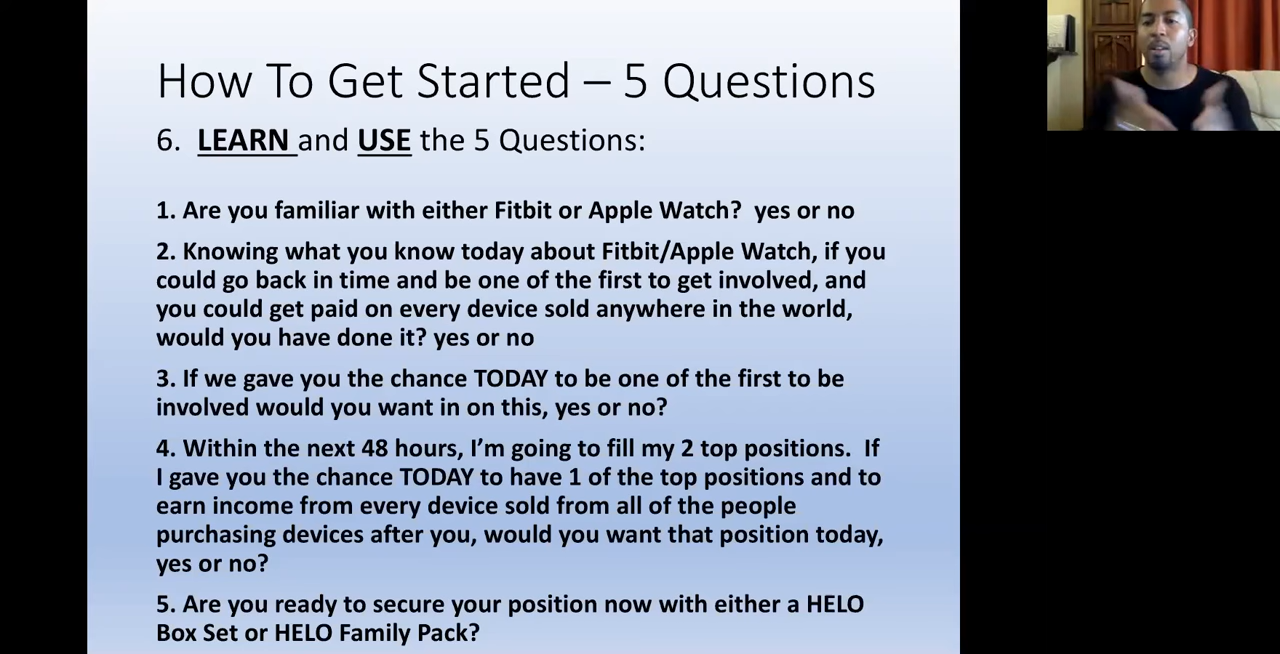 How To Get Started – 5 Questions
6. LEARN and USE the 5 Questions:
1. Are you familiar with either Fitbit or Apple Watch? yes or no
2. Knowing what you know today about Fitbit/Apple Watch, if you
could go back in time and be one of the first to get involved, and
you could get paid on every device sold anywhere in the world,
would you have done it? yes or no
3. If we gave you the chance TODAY to be one of the first to be
involved would you want in on this, yes or no?
4. Within the next 48 hours, I’m going to fill my 2 top positions. If
I gave you the chance TODAY to have 1 of the top positions and to
earn income from every device sold from all of the people
purchasing devices after you, would you want that position today,
yes or no?
5. Are you ready to secure your position now with either a HELO
Box Set or HELO Family Pack?